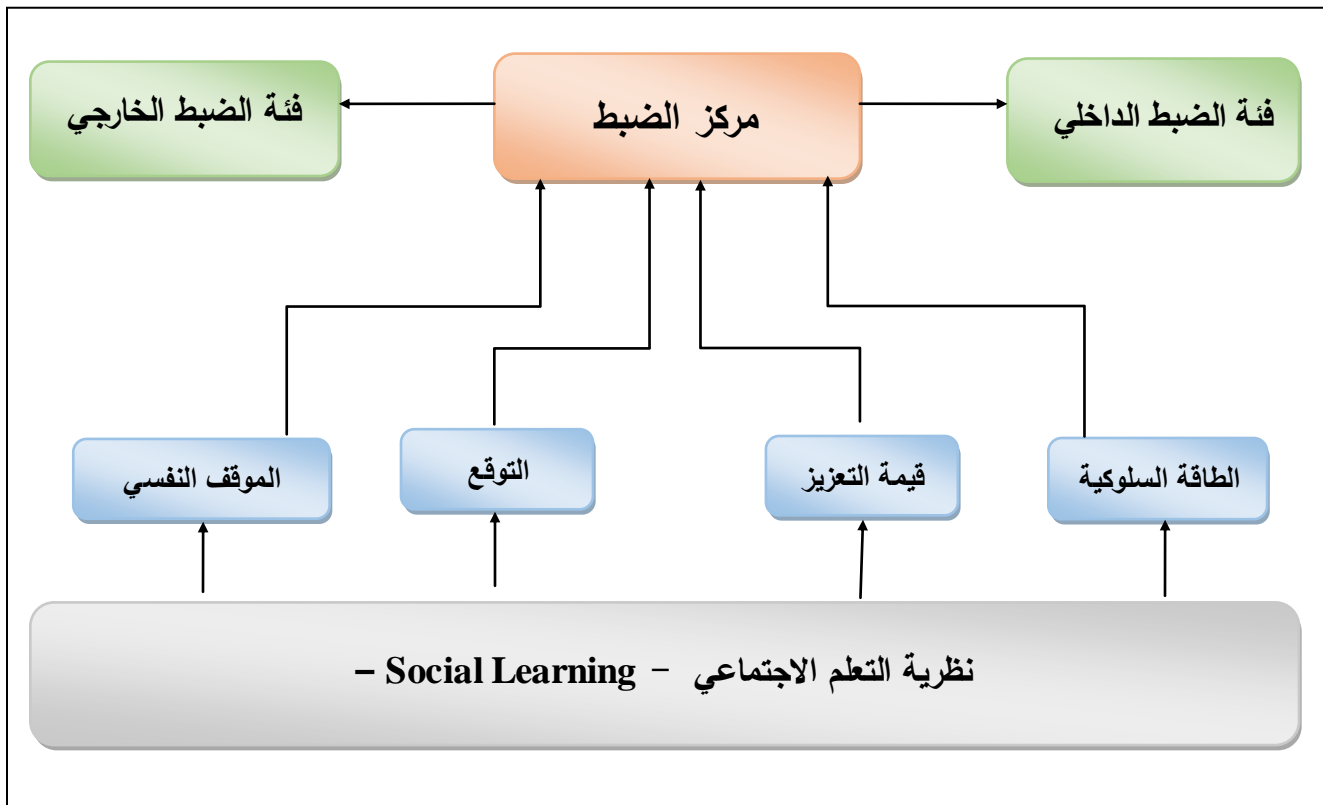 فئة الضبط الداخلي
مركز الضبط
فئة الضبط الخارجي
الطاقة السلوكية
قيمة التعزيز
التوقع
الموقف النفسي
نظرية التعلم الاجتماعي – Social Learning –